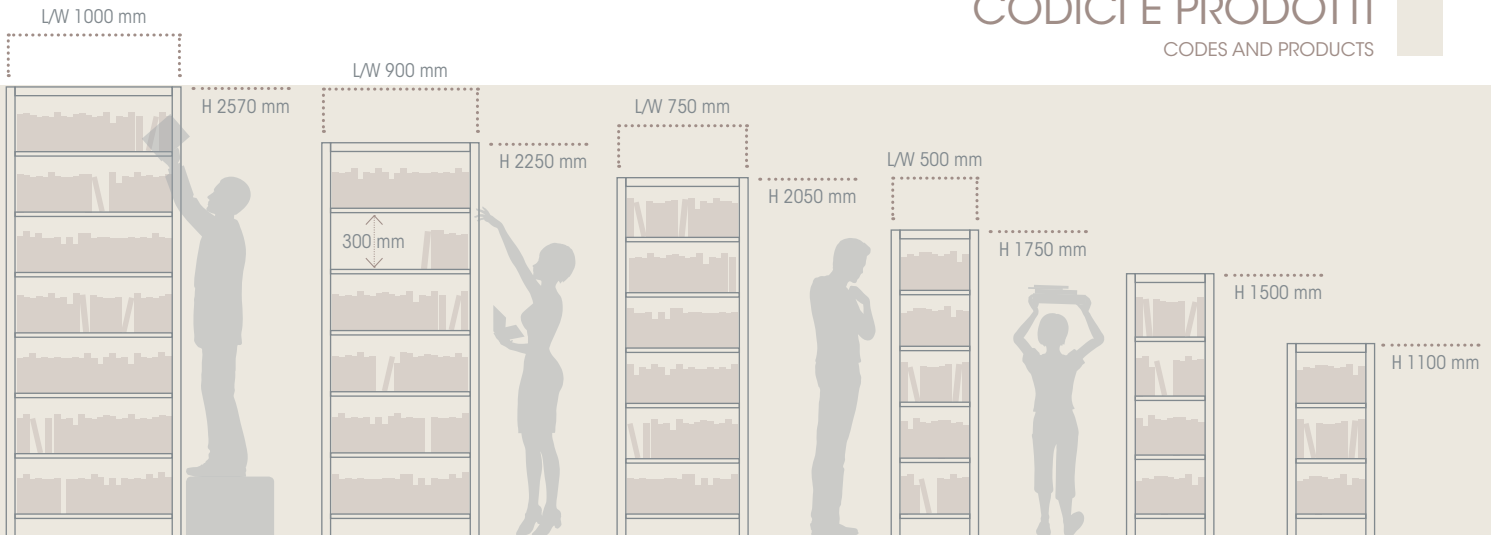 CODICI E PRODOTTI
CODES AND PRODUCTS
L/W 1000 mm
H 2570 mm
L/W 900 mm
H 2250 mm
300 mm
L/W 750 mm
H 2050 mm
L/W 500 mm
H 1750 mm
H 1500 mm
H 1100 mm